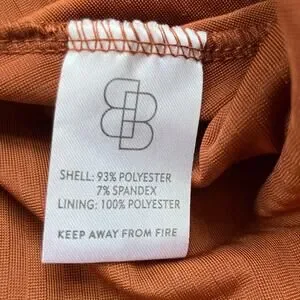 SHELL: 93% POLYESTER
7% SPANDEX
LINING: 100% POLYESTER
KEEP AWAY FROM FIRE